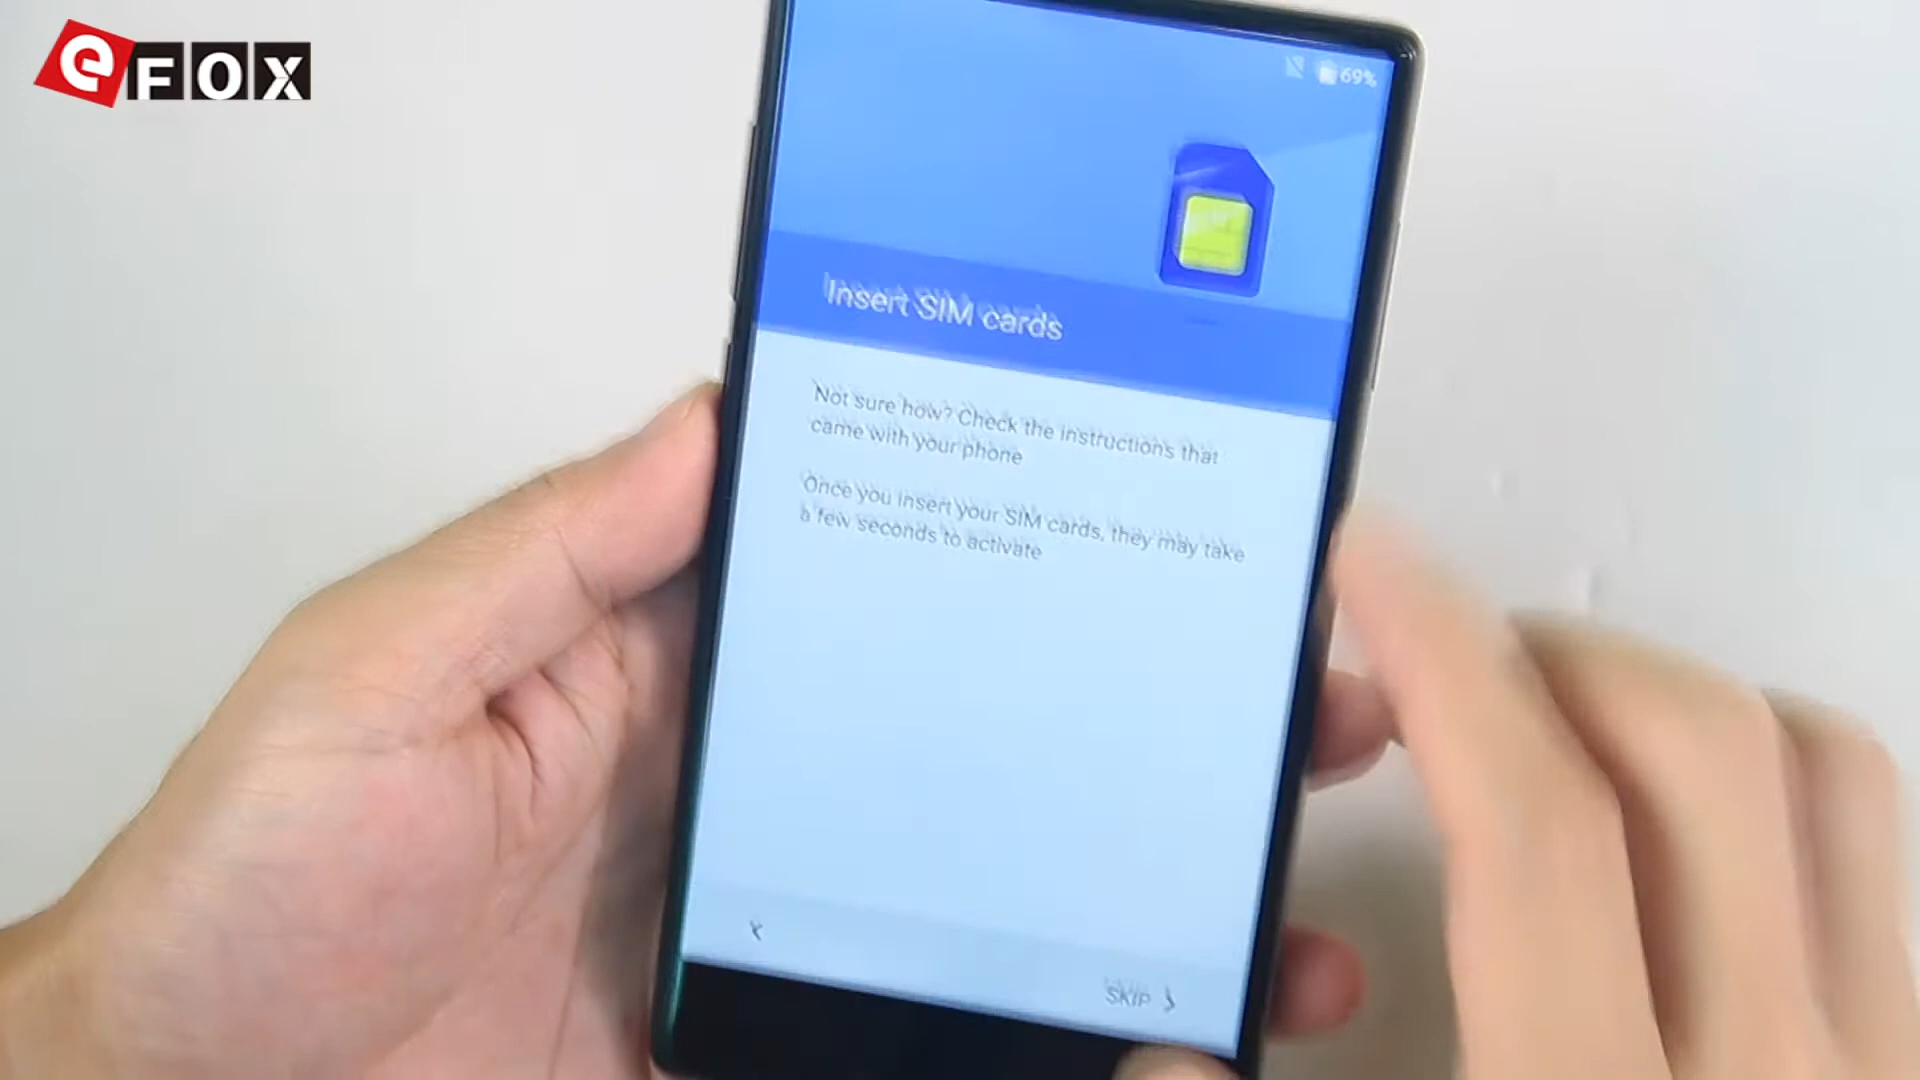 eFOX
69%
Insert SIM cards
Not sure how? Check the instructions that
came with your phone
Once you insert your SIM cards, they may take
a few seconds to activate
SKIP